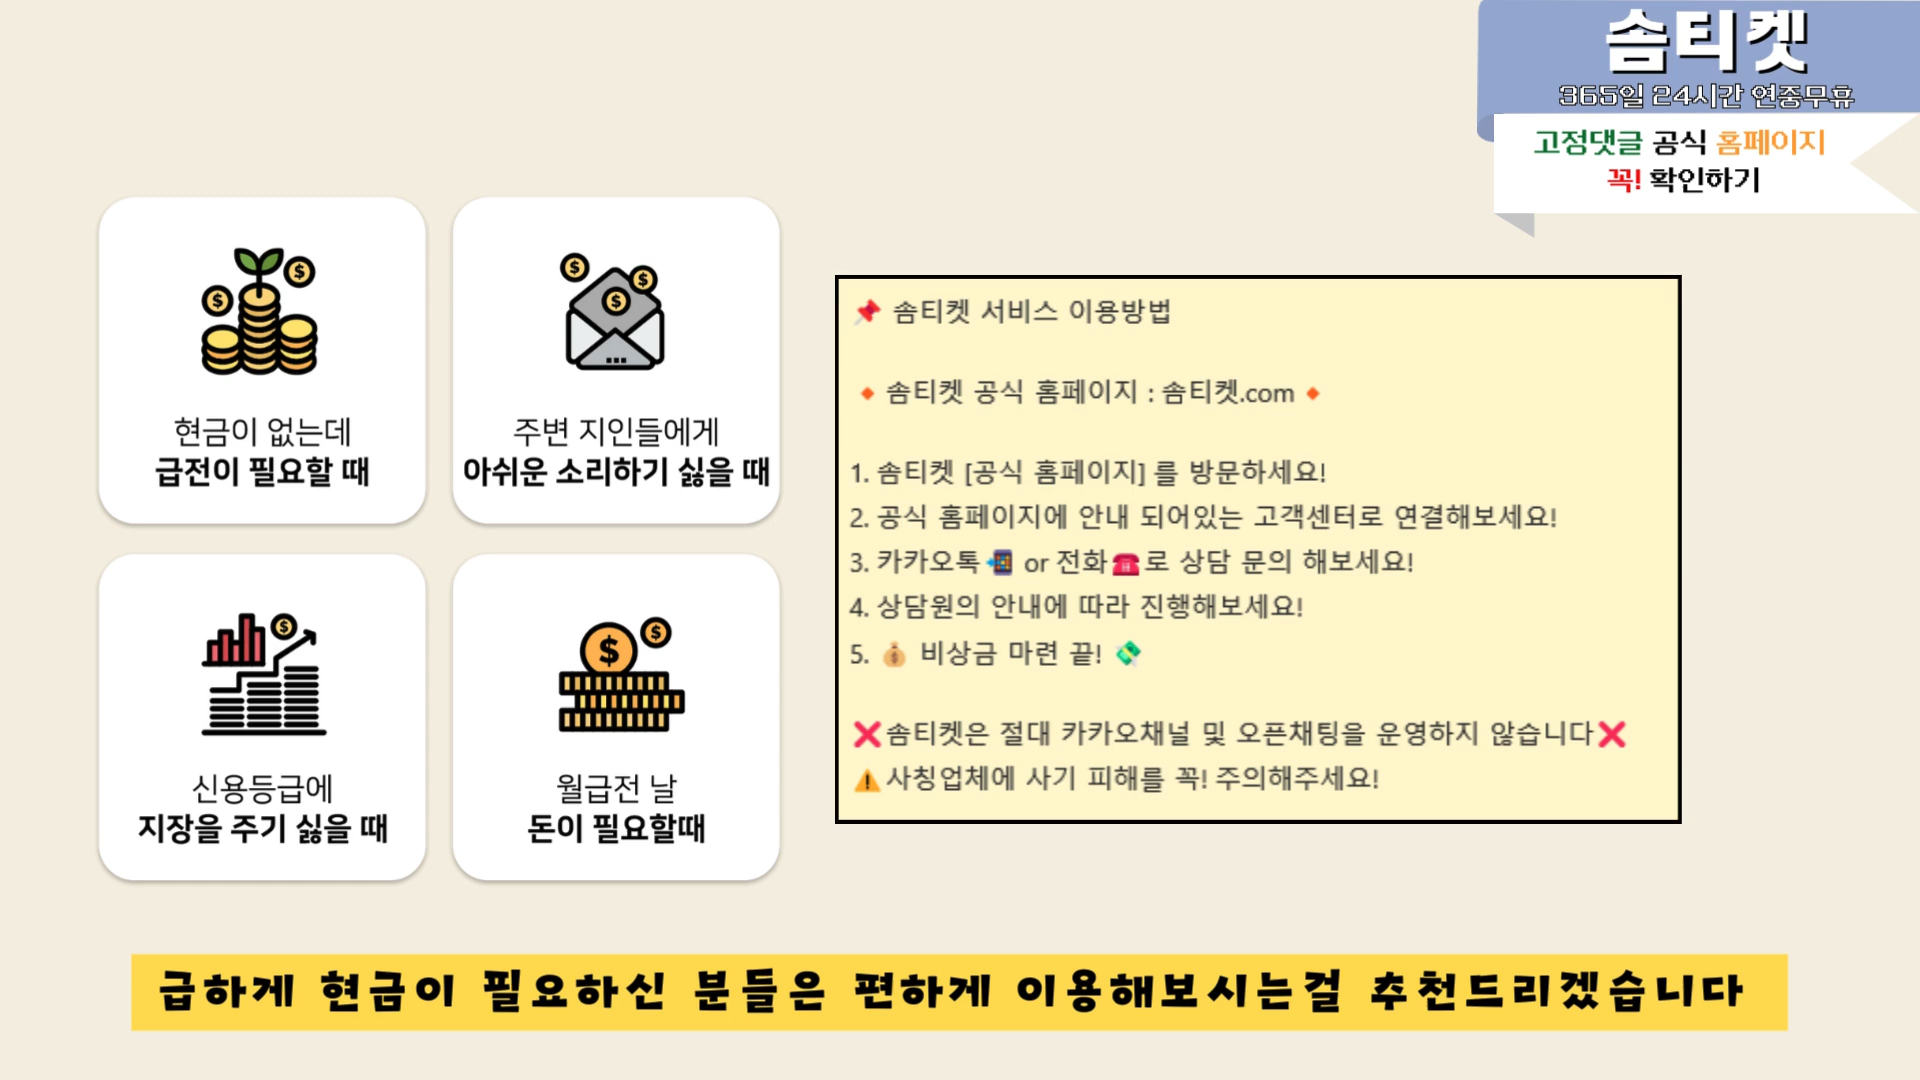 솜티켓
365일 24시간 연중무휴
고정댓글 공식 홈페이지
꼭! 확인하기
현금이 없는데
급전이 필요할 때
주변 지인들에게
아쉬운 소리하기 싫을 때
신용등급에
지장을 주기 싫을 때
월급전 날
돈이 필요할때
📌 솜티켓 서비스 이용방법
🔸 솜티켓 공식 홈페이지 : 솜티켓.com 🔸
1. 솜티켓 [공식 홈페이지] 를 방문하세요!
2. 공식 홈페이지에 안내 되어있는 고객센터로 연결해보세요!
3. 카카오톡📲 or 전화☎️로 상담 문의 해보세요!
4. 상담원의 안내에 따라 진행해보세요!
5. 💰 비상금 마련 끝! 💸
❌솜티켓은 절대 카카오채널 및 오픈채팅을 운영하지 않습니다❌
⚠️사칭업체에 사기 피해를 꼭! 주의해주세요!
급하게 현금이 필요하신 분들은 편하게 이용해보시는걸 추천드리겠습니다